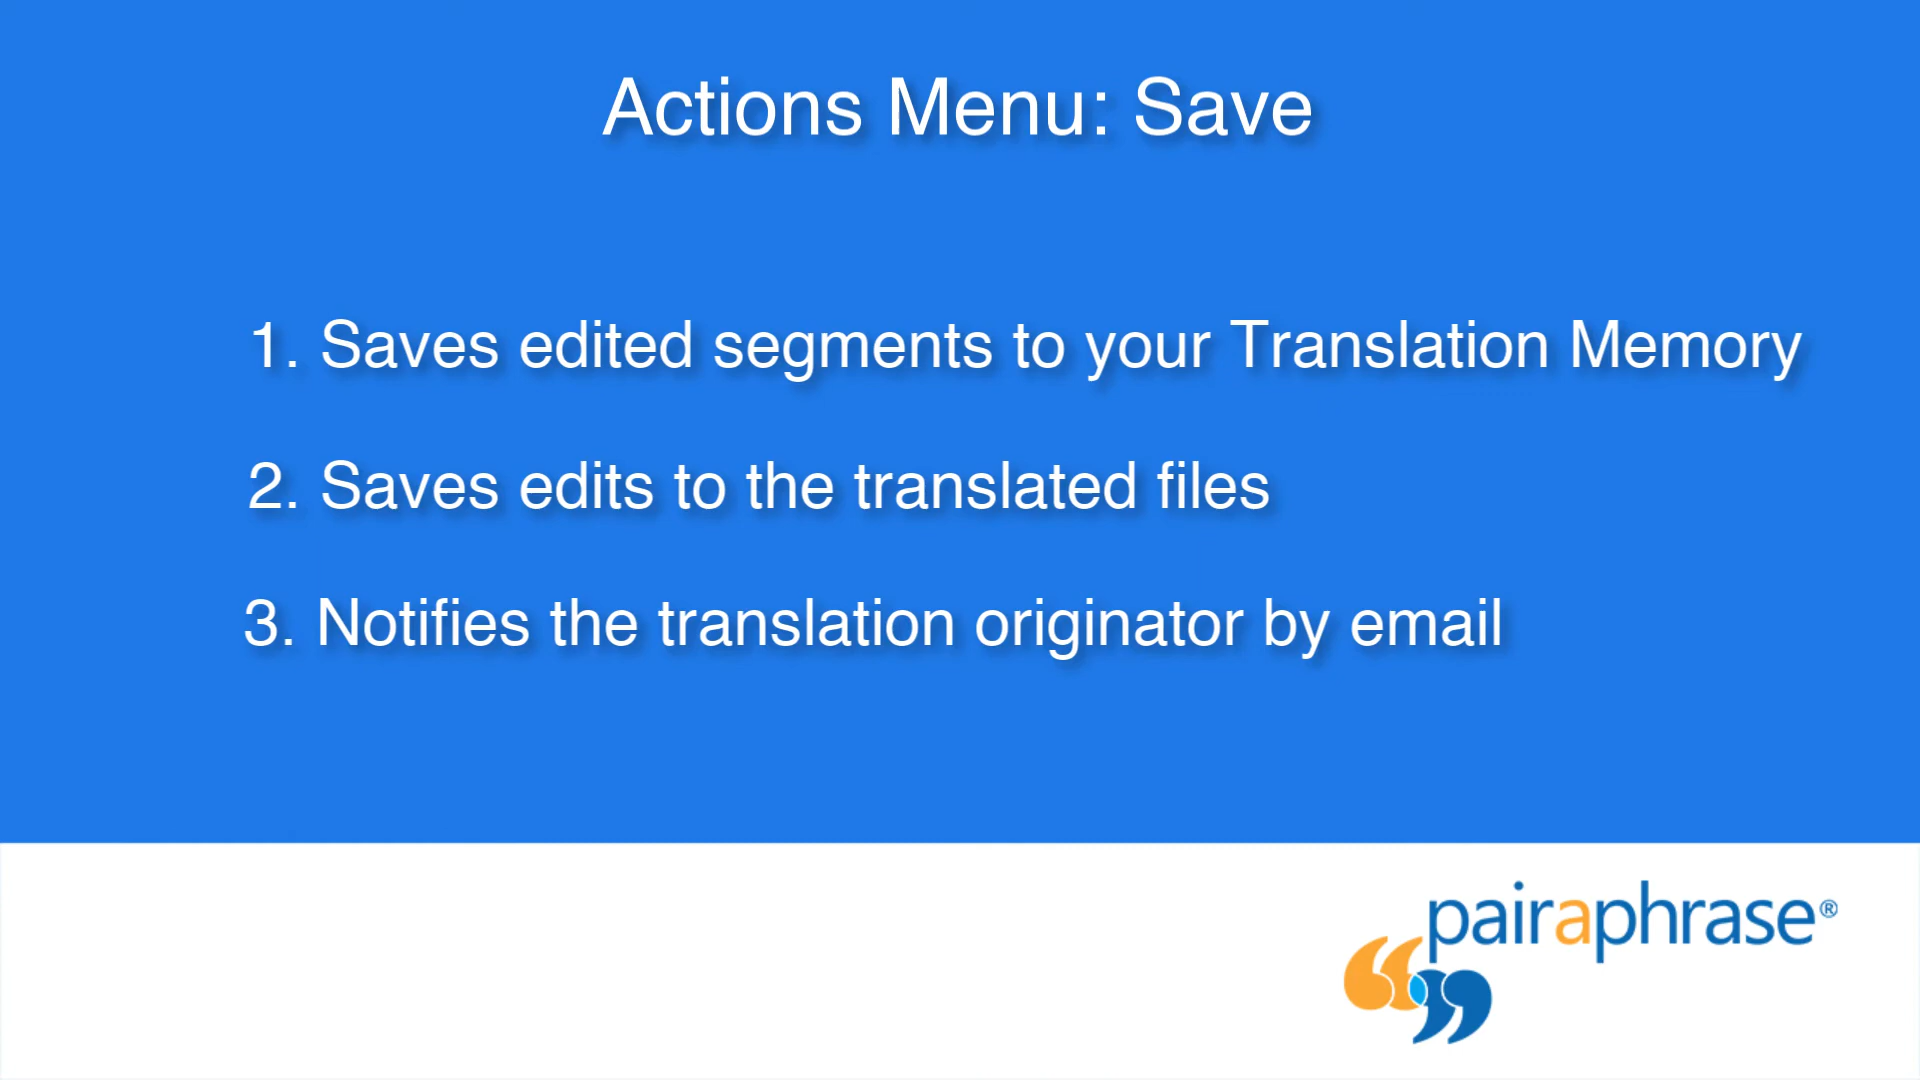 Actions Menu: Save
1. Saves edited segments to your Translation Memory
2. Saves edits to the translated files
3. Notifies the translation originator by email
pairaphrase®